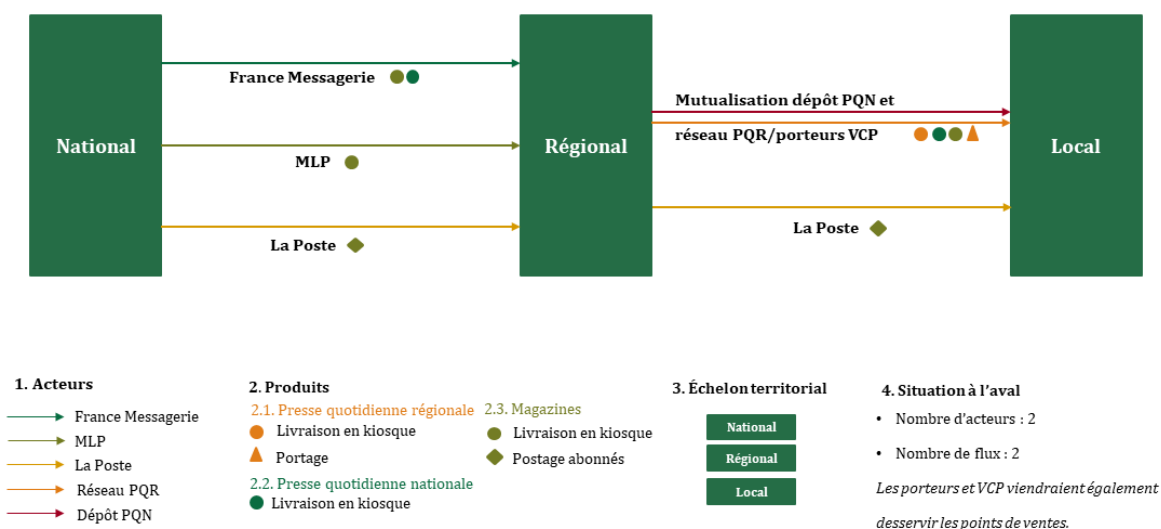 National
France Messagerie
MLP
La Poste
Régional
Mutualisation dépôt PQN et
réseau PQR/porteurs VCP
La Poste
Local
1. Acteurs
France Messagerie
MLP
La Poste
Réseau PQR
Dépôt PQN
2. Produits
2.1. Presse quotidienne régionale
Livraison en kiosque
Portage
2.2. Presse quotidienne nationale
Livraison en kiosque
2.3. Magazines
Livraison en kiosque
Postage abonnés
3. Échelon territorial
National
Régional
Local
4. Situation à l’aval
• Nombre d’acteurs : 2
• Nombre de flux : 2
Les porteurs et VCP viendraient également
desservir les points de ventes.